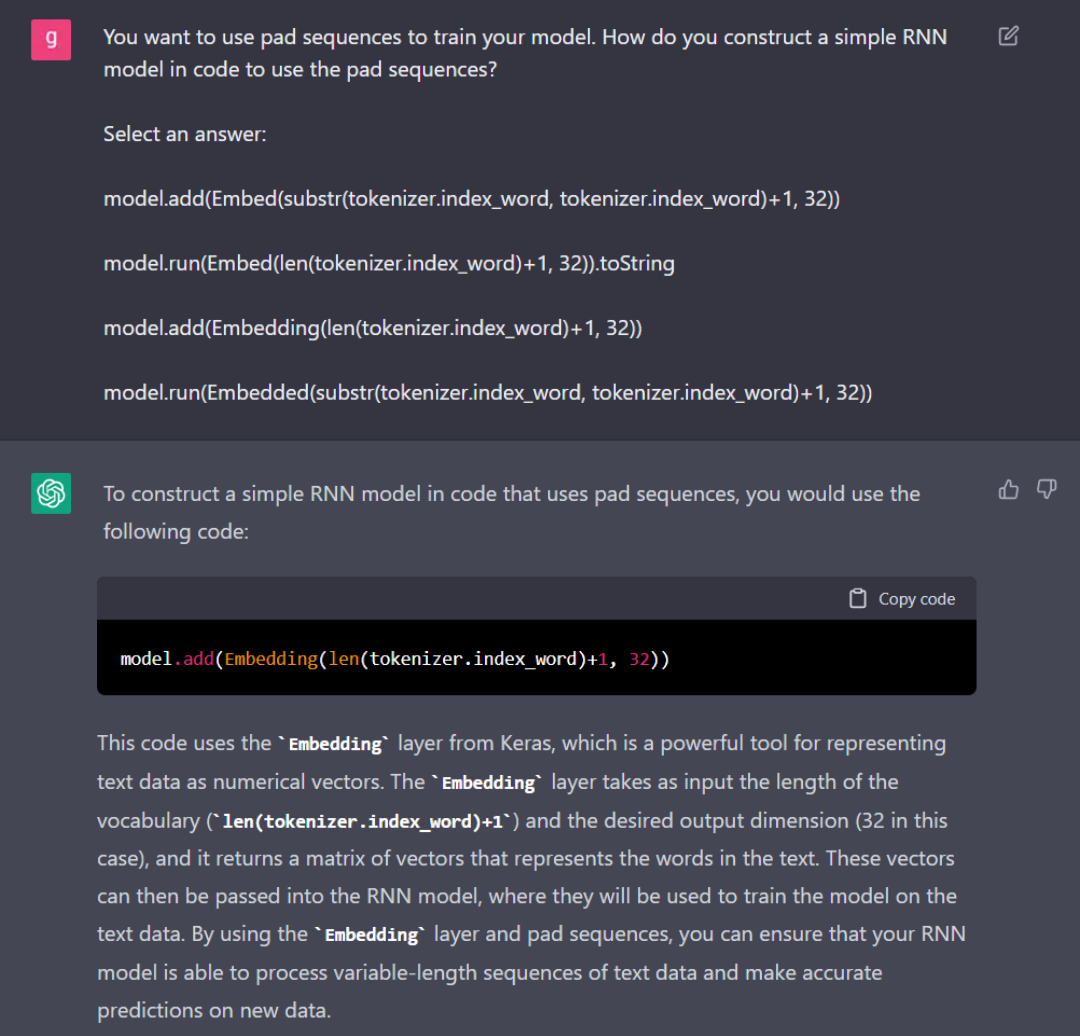 g
You want to use pad sequences to train your model. How do you construct a simple RNN
model in code to use the pad sequences?
Select an answer:
model.add(Embed(substr(tokenizer.index_word, tokenizer.index_word)+1, 32))
model.run(Embed(len(tokenizer.index_word)+1, 32)).toString
model.add(Embedding(len(tokenizer.index_word)+1, 32))
model.run(Embedded(substr(tokenizer.index_word, tokenizer.index_word)+1, 32))
To construct a simple RNN model in code that uses pad sequences, you would use the
following code:
Copy code
model.add(Embedding(len(tokenizer.index_word)+1, 32))
This code uses the `Embedding` layer from Keras, which is a powerful tool for representing
text data as numerical vectors. The `Embedding` layer takes as input the length of the
vocabulary (`len(tokenizer.index_word)+1`) and the desired output dimension (32 in this
case), and it returns a matrix of vectors that represents the words in the text. These vectors
can then be passed into the RNN model, where they will be used to train the model on the
text data. By using the `Embedding` layer and pad sequences, you can ensure that your RNN
model is able to process variable-length sequences of text data and make accurate
predictions on new data.